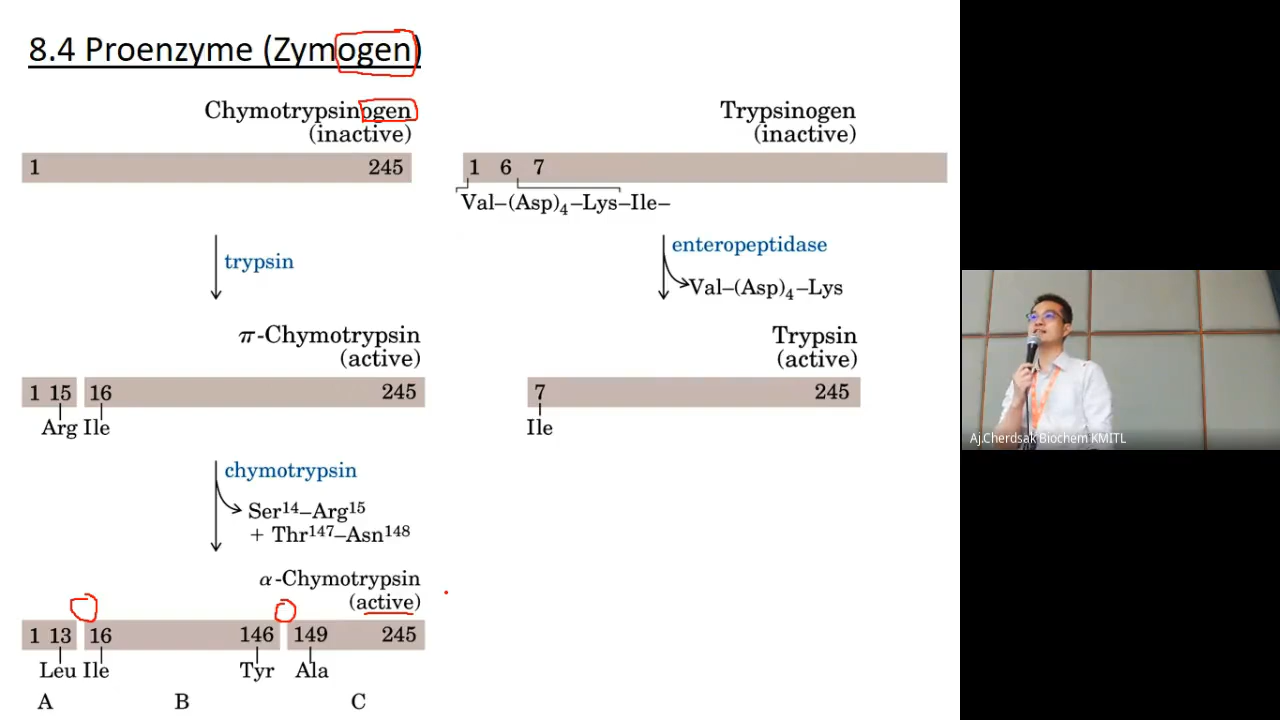 8.4 Proenzyme (Zymogen)
Chymotrypsinogen
(inactive)
1 245
trypsin
π-Chymotrypsin
(active)
1 15 16 245
Arg Ile
chymotrypsin
Ser¹⁴–Arg¹⁵
+ Thr¹⁴⁷–Asn¹⁴⁸
α-Chymotrypsin
(active)
1 13 16 146 149 245
Leu Ile Tyr Ala
A B C
Trypsinogen
(inactive)
1 6 7
Val–(Asp)₄–Lys–Ile–
enteropeptidase
Val–(Asp)₄–Lys
Trypsin
(active)
7 245
Ile
Aj.Cherdsak Biochem KMITL